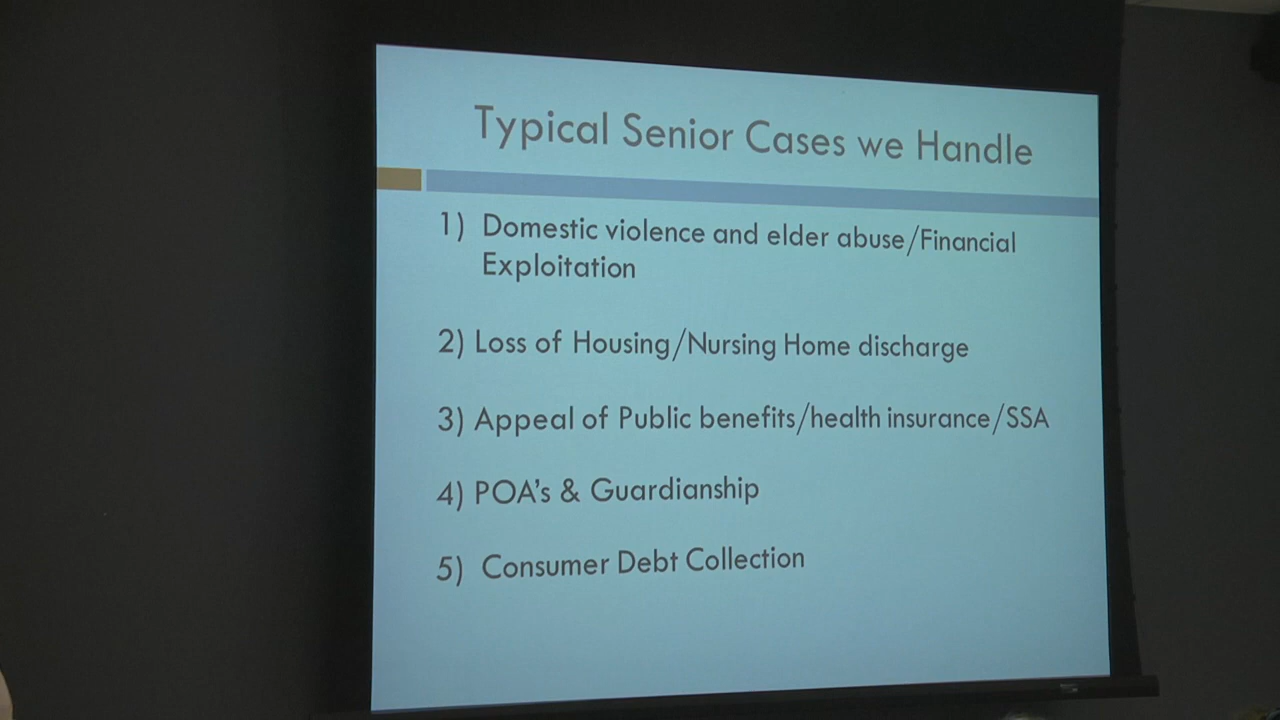 Typical Senior Cases we Handle
1) Domestic violence and elder abuse/Financial
Exploitation
2) Loss of Housing/Nursing Home discharge
3) Appeal of Public benefits/health insurance/SSA
4) POA's & Guardianship
5) Consumer Debt Collection